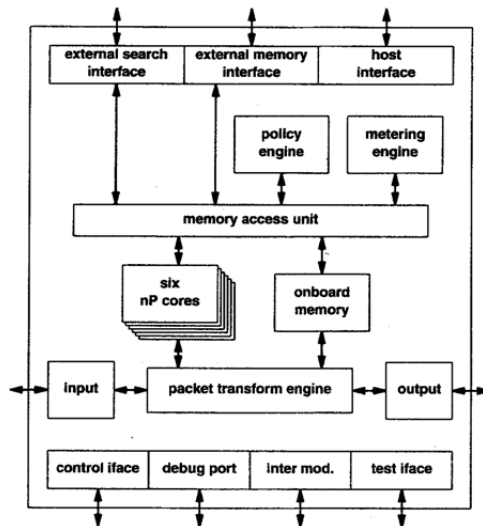 external search
interface
external memory
interface
host
interface
policy
engine
metering
engine
memory access unit
six
nP cores
onboard
memory
input
packet transform engine
output
control iface
debug port
inter mod.
test iface